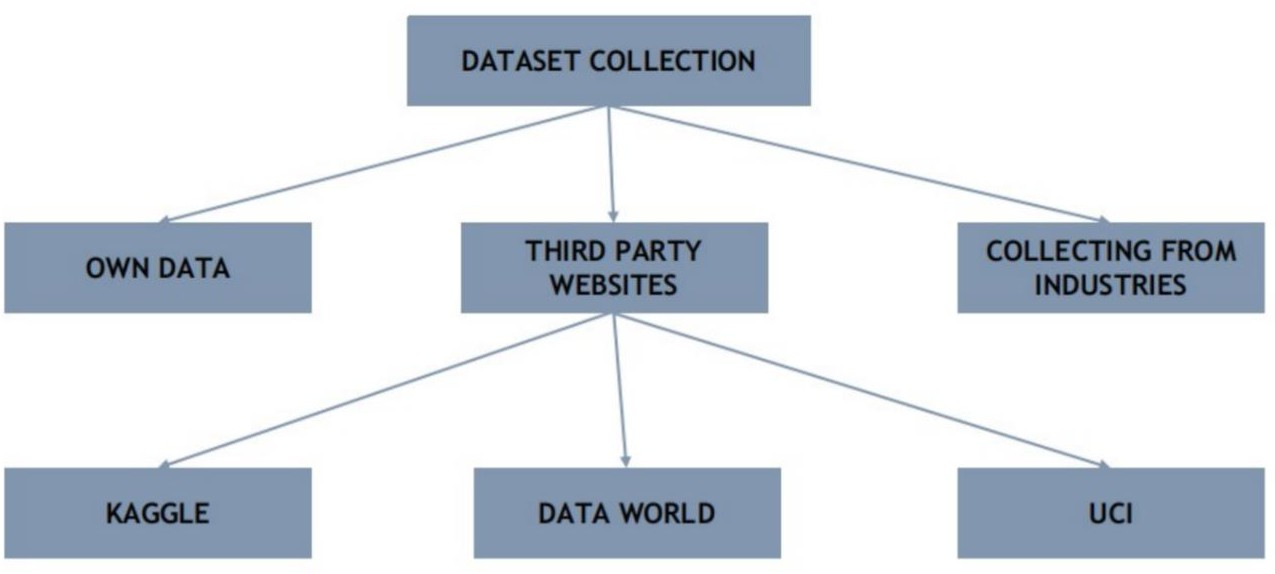 DATASET COLLECTION
OWN DATA
THIRD PARTY
WEBSITES
COLLECTING FROM
INDUSTRIES
KAGGLE
DATA WORLD
UCI